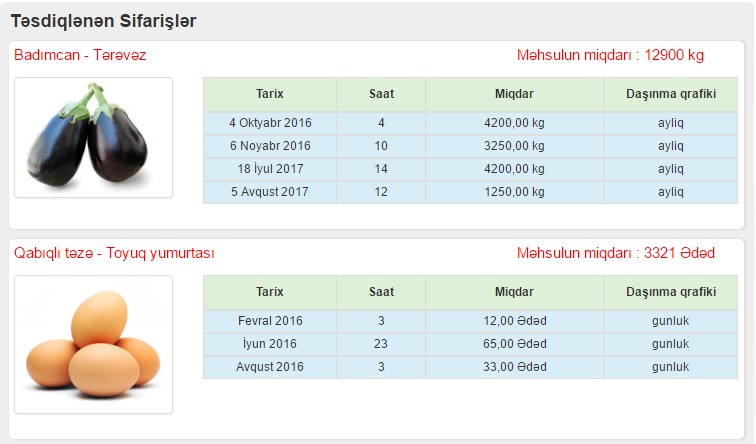 Təsdiqlənən Sifarişlər
Badımcan - Tərəvəz Məhsulun miqdarı : 12900 kg
Tarix Saat Miqdar Daşınma qrafiki
4 Oktyabr 2016 4 4200,00 kg ayliq
6 Noyabr 2016 10 3250,00 kg ayliq
18 İyul 2017 14 4200,00 kg ayliq
5 Avqust 2017 12 1250,00 kg ayliq
Qabıqlı təzə - Toyuq yumurtası Məhsulun miqdarı : 3321 Ədəd
Tarix Saat Miqdar Daşınma qrafiki
Fevral 2016 3 12,00 Ədəd gunluk
İyun 2016 23 65,00 Ədəd gunluk
Avqust 2016 3 33,00 Ədəd gunluk